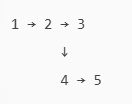 1 → 2 → 3
↓
4 → 5